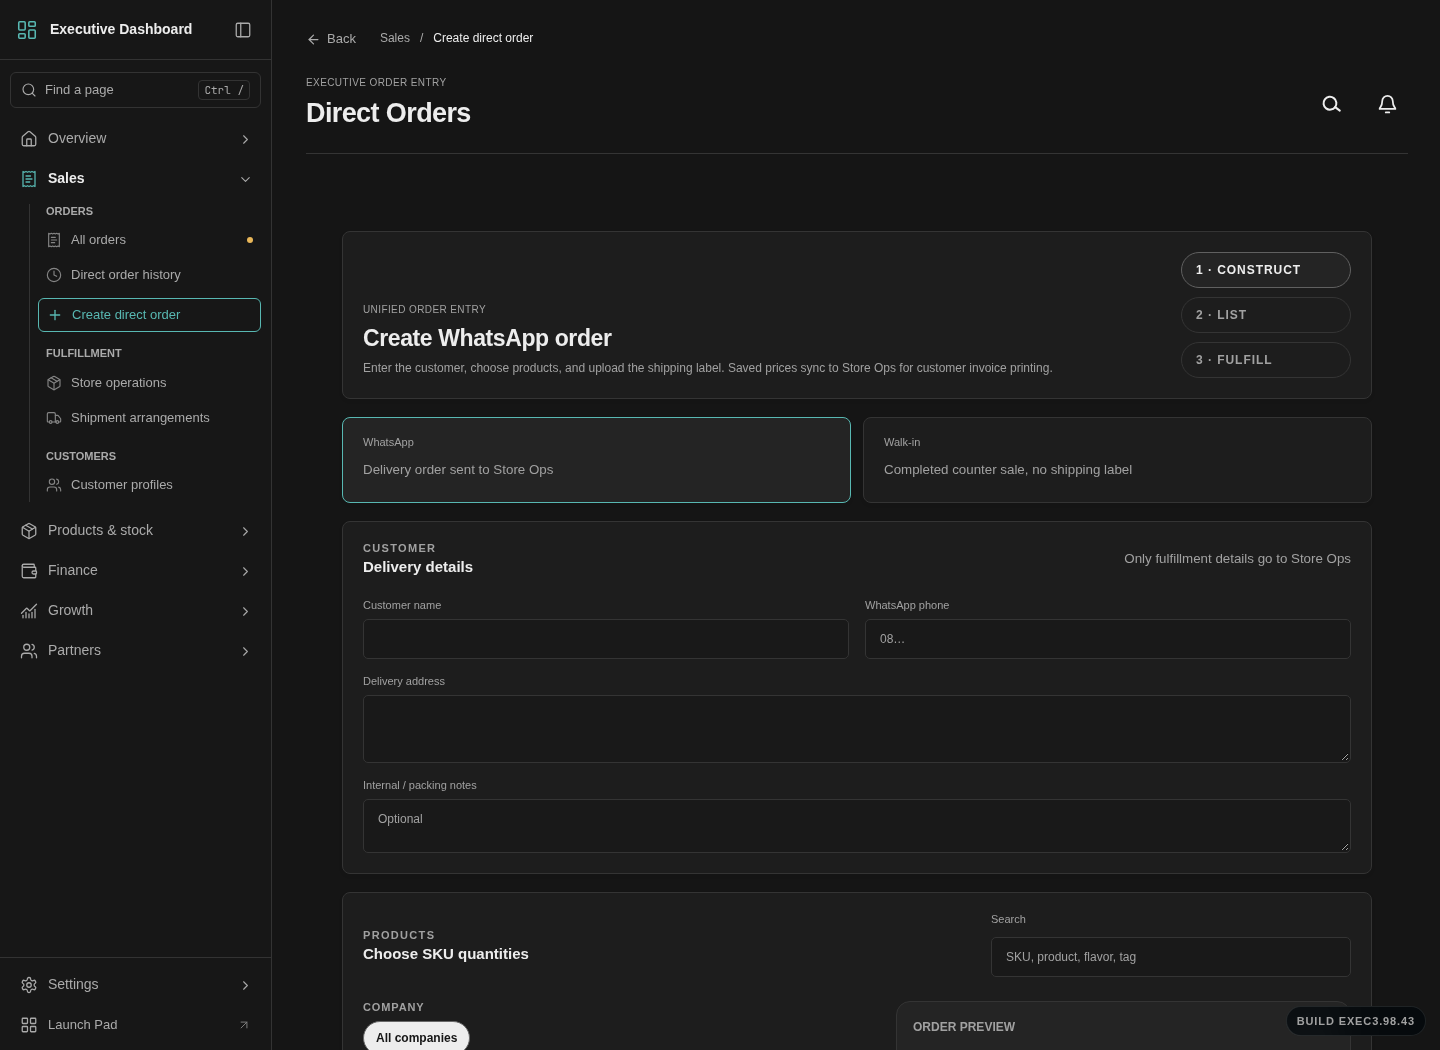 Executive Dashboard
Find a page
Ctrl /
Overview
Sales
ORDERS
All orders
Direct order history
Create direct order
FULFILLMENT
Store operations
Shipment arrangements
CUSTOMERS
Customer profiles
Products & stock
Finance
Growth
Partners
Settings
Launch Pad
Back
Sales / Create direct order
EXECUTIVE ORDER ENTRY
Direct Orders
UNIFIED ORDER ENTRY
Create WhatsApp order
Enter the customer, choose products, and upload the shipping label. Saved prices sync to Store Ops for customer invoice printing.
1 · CONSTRUCT
2 · LIST
3 · FULFILL
WhatsApp
Delivery order sent to Store Ops
Walk-in
Completed counter sale, no shipping label
CUSTOMER
Delivery details
Only fulfillment details go to Store Ops
Customer name
WhatsApp phone
08…
Delivery address
Internal / packing notes
Optional
PRODUCTS
Choose SKU quantities
Search
SKU, product, flavor, tag
COMPANY
All companies
ORDER PREVIEW
BUILD EXEC3.98.43